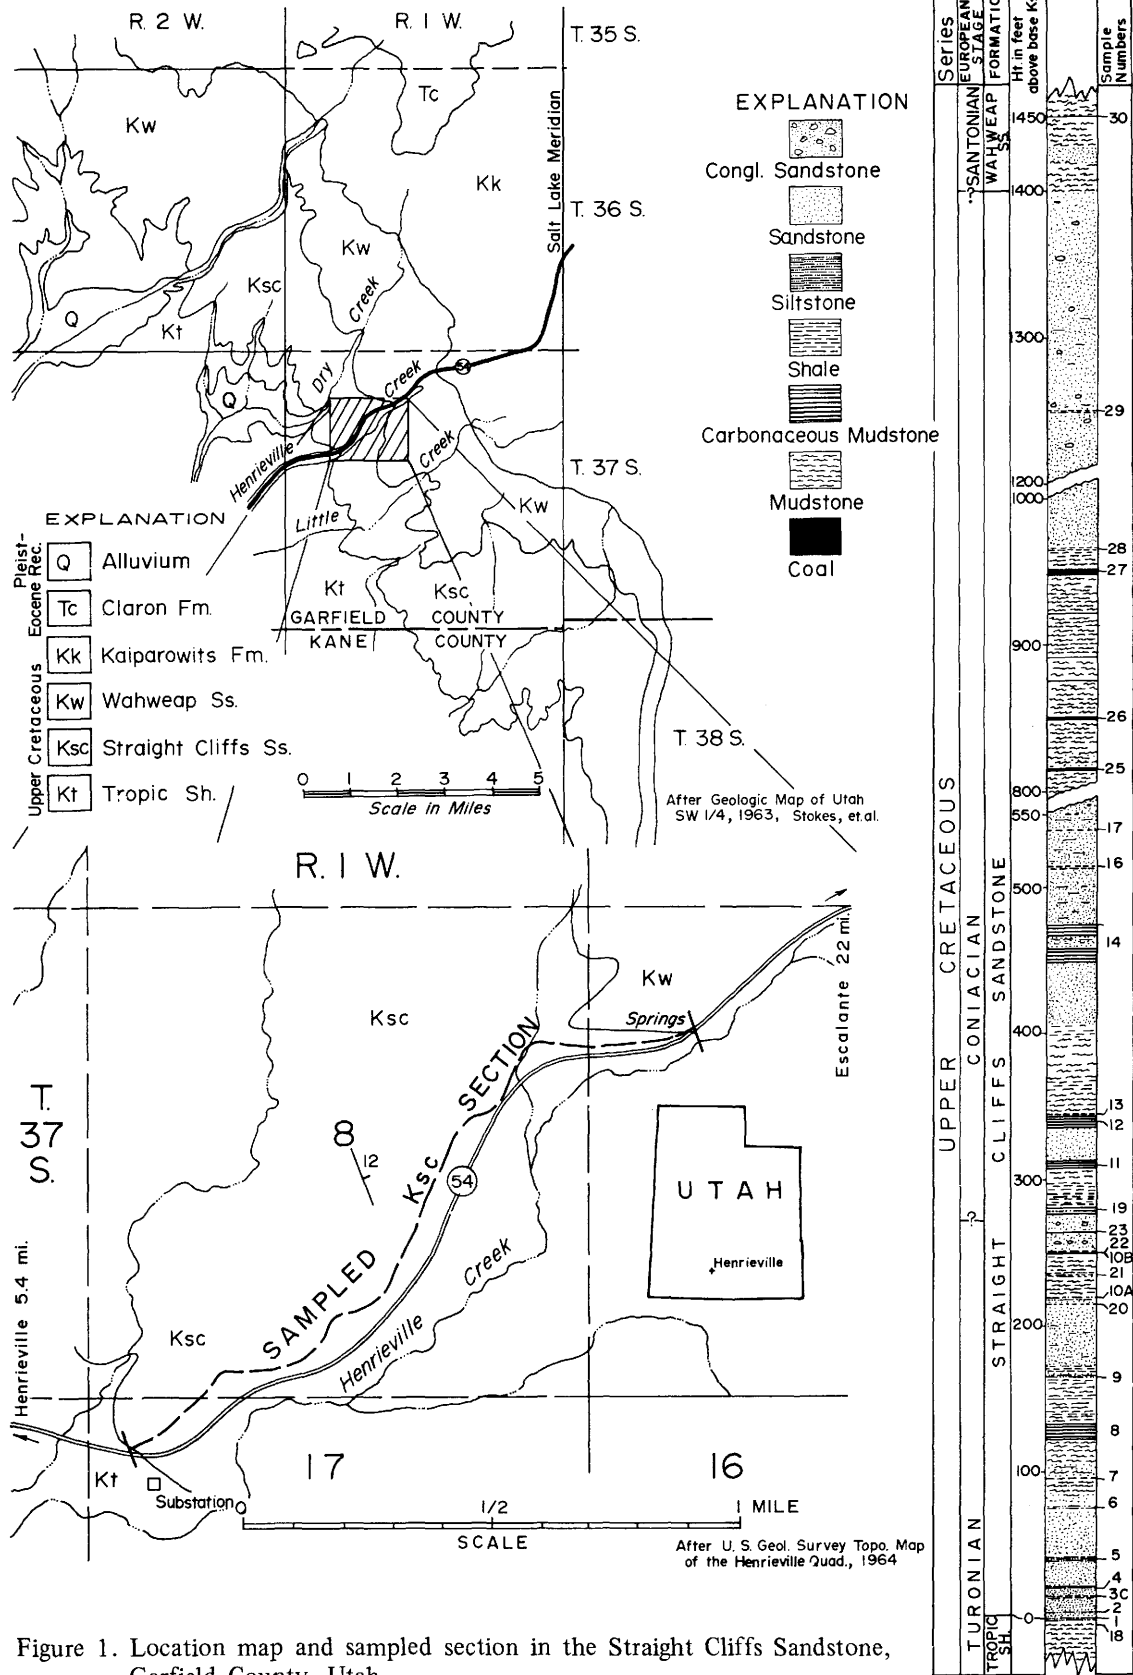 R. 2 W.
R. I W.
T. 35 S.
Tc
Kw
Salt Lake Meridian
Kk
T. 36 S.
Kw
Ksc
Creek
Q
Kt
Dry
Creek
54
Q
Creek
Henrieville
T. 37 S.
Kw
Little
Kt
Ksc
GARFIELD COUNTY
KANE COUNTY
T. 38 S.
EXPLANATION
Pleist-
Rec.
Eocene
Upper Cretaceous
Q Alluvium
Tc Claron Fm.
Kk Kaiparowits Fm.
Kw Wahweap Ss.
Ksc Straight Cliffs Ss.
Kt Tropic Sh.
0 1 2 3 4 5
Scale in Miles
After Geologic Map of Utah
SW 1/4, 1963, Stokes, et.al.
EXPLANATION
Congl. Sandstone
Sandstone
Siltstone
Shale
Carbonaceous Mudstone
Mudstone
Coal
R. I W.
Kw
Ksc
Springs
Escalante 22 mi.
T.
37
S.
8
12
SAMPLED Ksc SECTION
54
UTAH
Henrieville
Creek
Henrieville
Henrieville 5.4 mi.
Ksc
Kt
Substation
17
16
0 1/2 1 MILE
SCALE
After U. S. Geol. Survey Topo. Map
of the Henrieville Quad., 1964
Series
EUROPEAN
STAGE
FORMATION
Ht. in feet
above base
Sample
Numbers
UPPER CRETACEOUS
?
SANTONIAN
CONIACIAN
?
TURONIAN
WAHWEAP
SS.
STRAIGHT CLIFFS SANDSTONE
TROPIC
SH.
1450
1400
1300
1200
1000
900
800
550
500
400
300
200
100
0
30
29
28
27
26
25
17
16
14
13
12
11
19
23
22
10B
21
10A
20
9
8
7
6
5
4
3C
2
1
18
Figure 1. Location map and sampled section in the Straight Cliffs Sandstone,
Garfield County, Utah